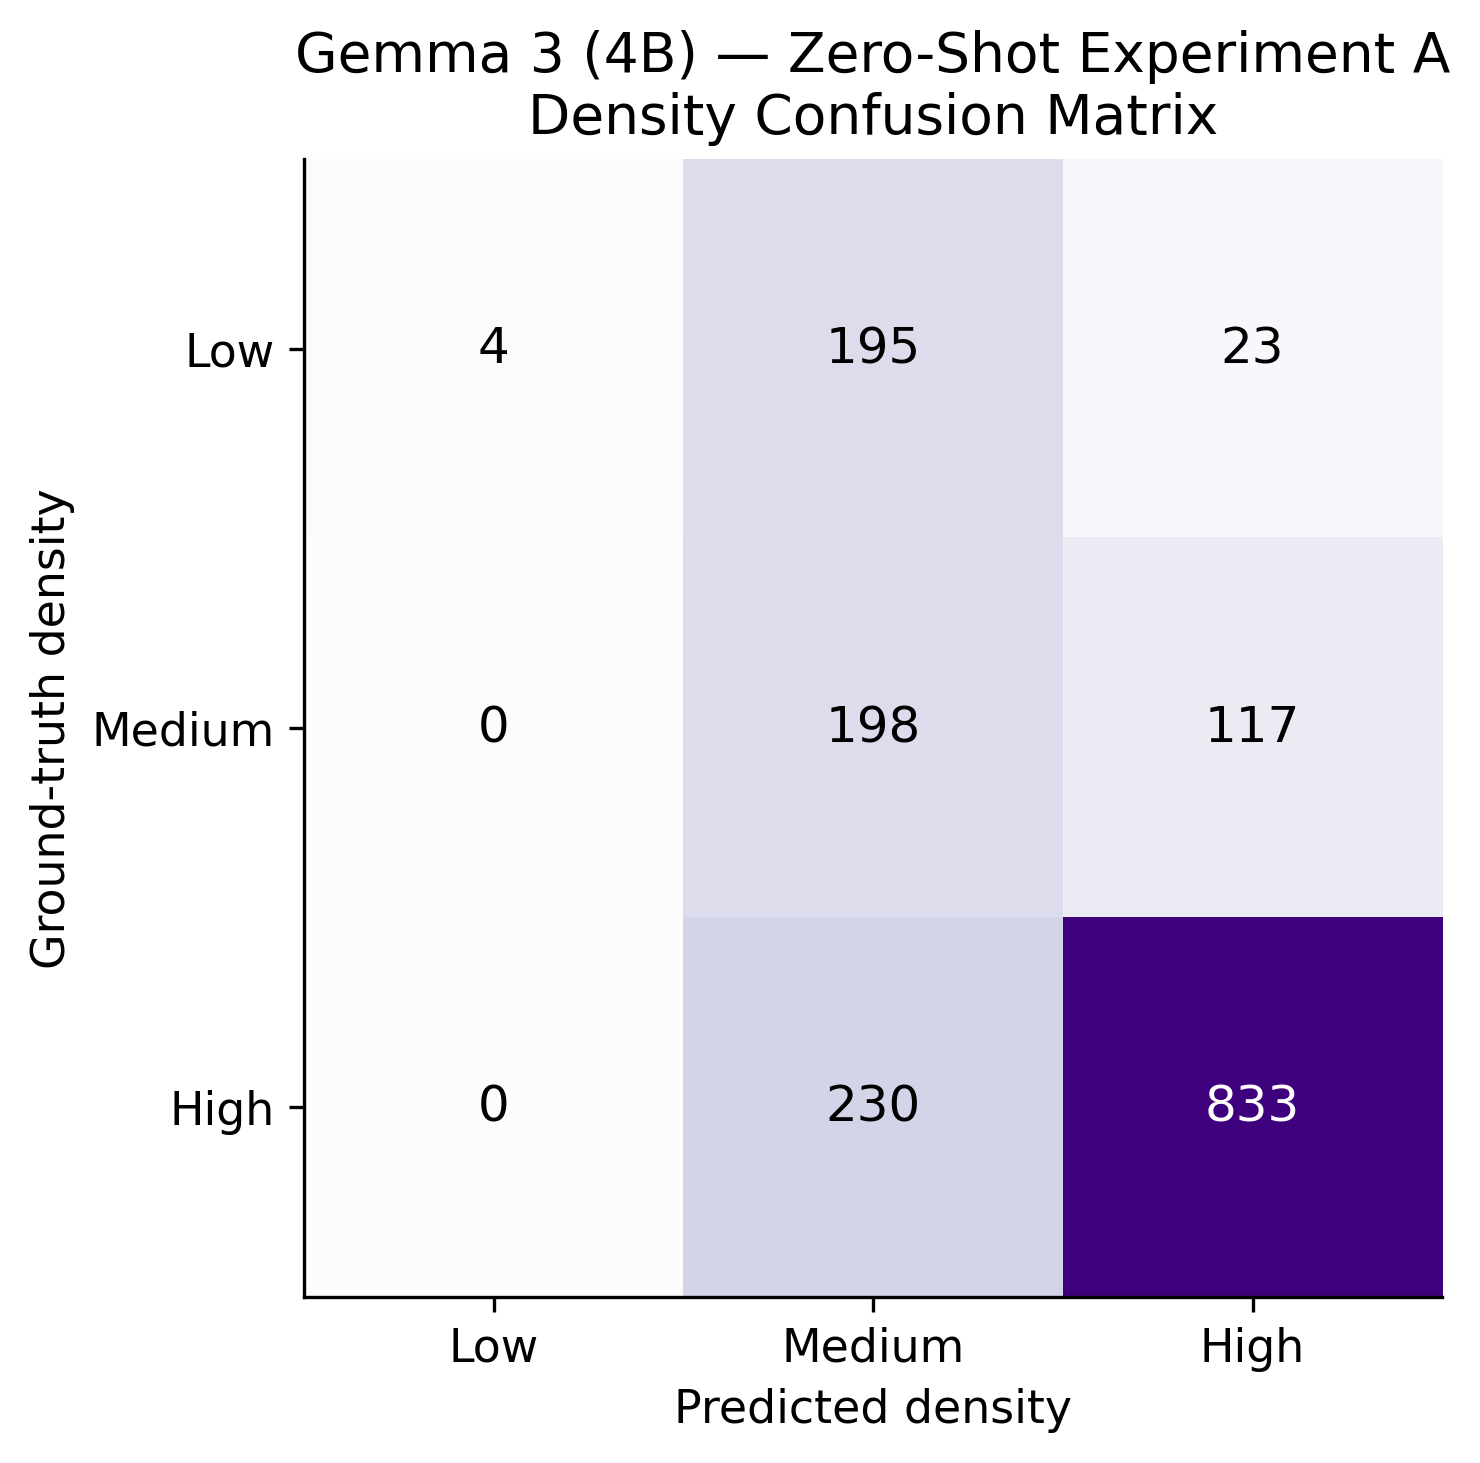 Gemma 3 (4B) — Zero-Shot Experiment A
Density Confusion Matrix
Ground-truth density
Low
4
195
23
Medium
0
198
117
High
0
230
833
Low
Medium
High
Predicted density